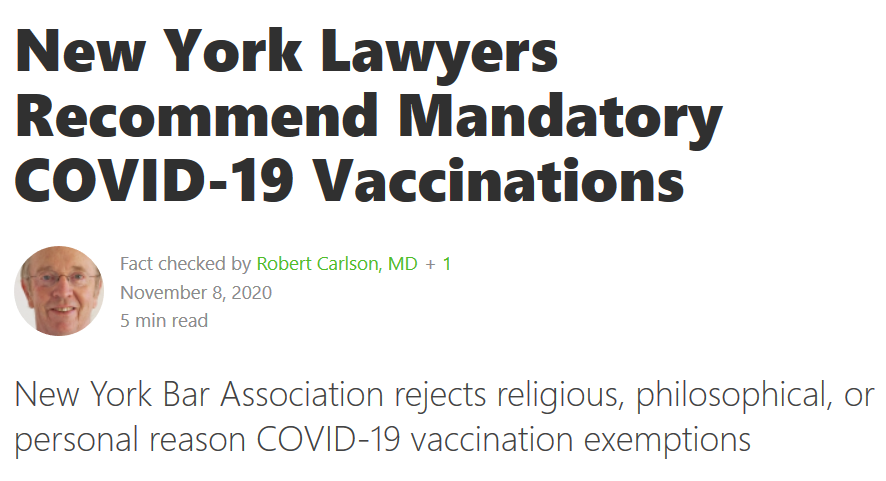 New York Lawyers
Recommend Mandatory
COVID-19 Vaccinations
Fact checked by Robert Carlson, MD + 1
November 8, 2020
5 min read
New York Bar Association rejects religious, philosophical, or
personal reason COVID-19 vaccination exemptions